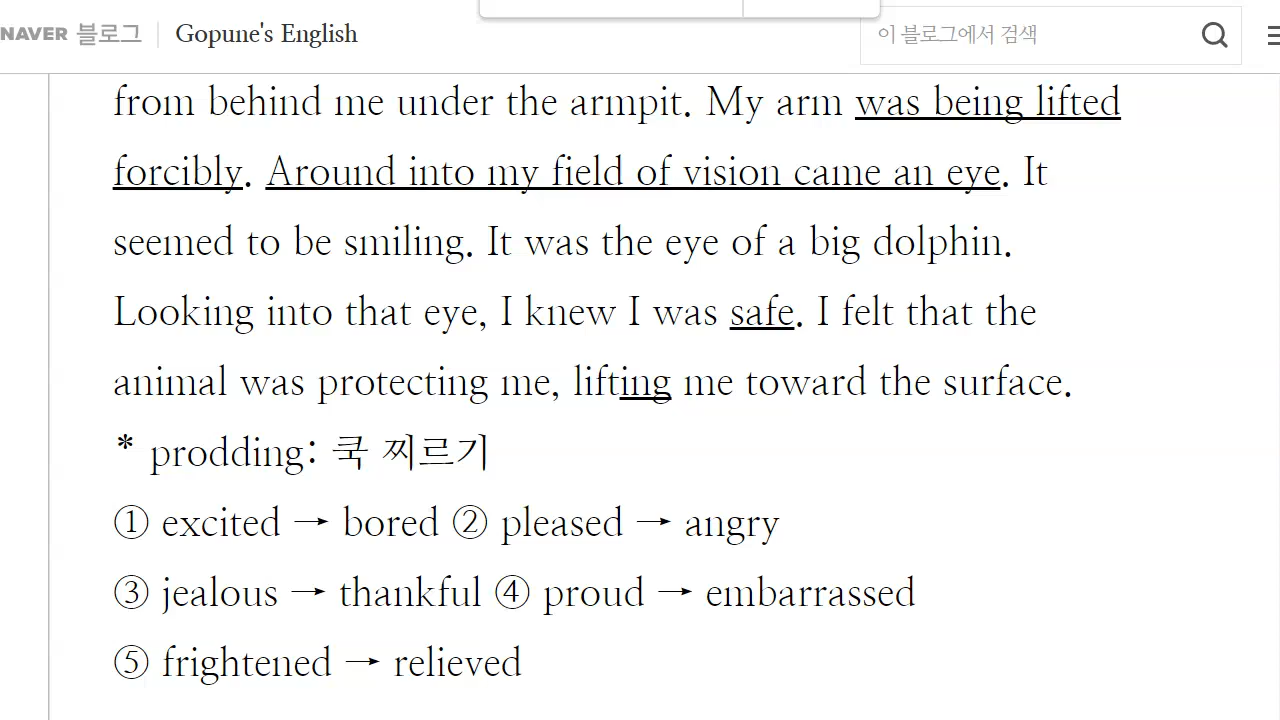 NAVER 블로그 Gopune's English 이 블로그에서 검색
from behind me under the armpit. My arm was being lifted
forcibly. Around into my field of vision came an eye. It
seemed to be smiling. It was the eye of a big dolphin.
Looking into that eye, I knew I was safe. I felt that the
animal was protecting me, lifting me toward the surface.
* prodding: 쿡 찌르기
① excited → bored ② pleased → angry
③ jealous → thankful ④ proud → embarrassed
⑤ frightened → relieved